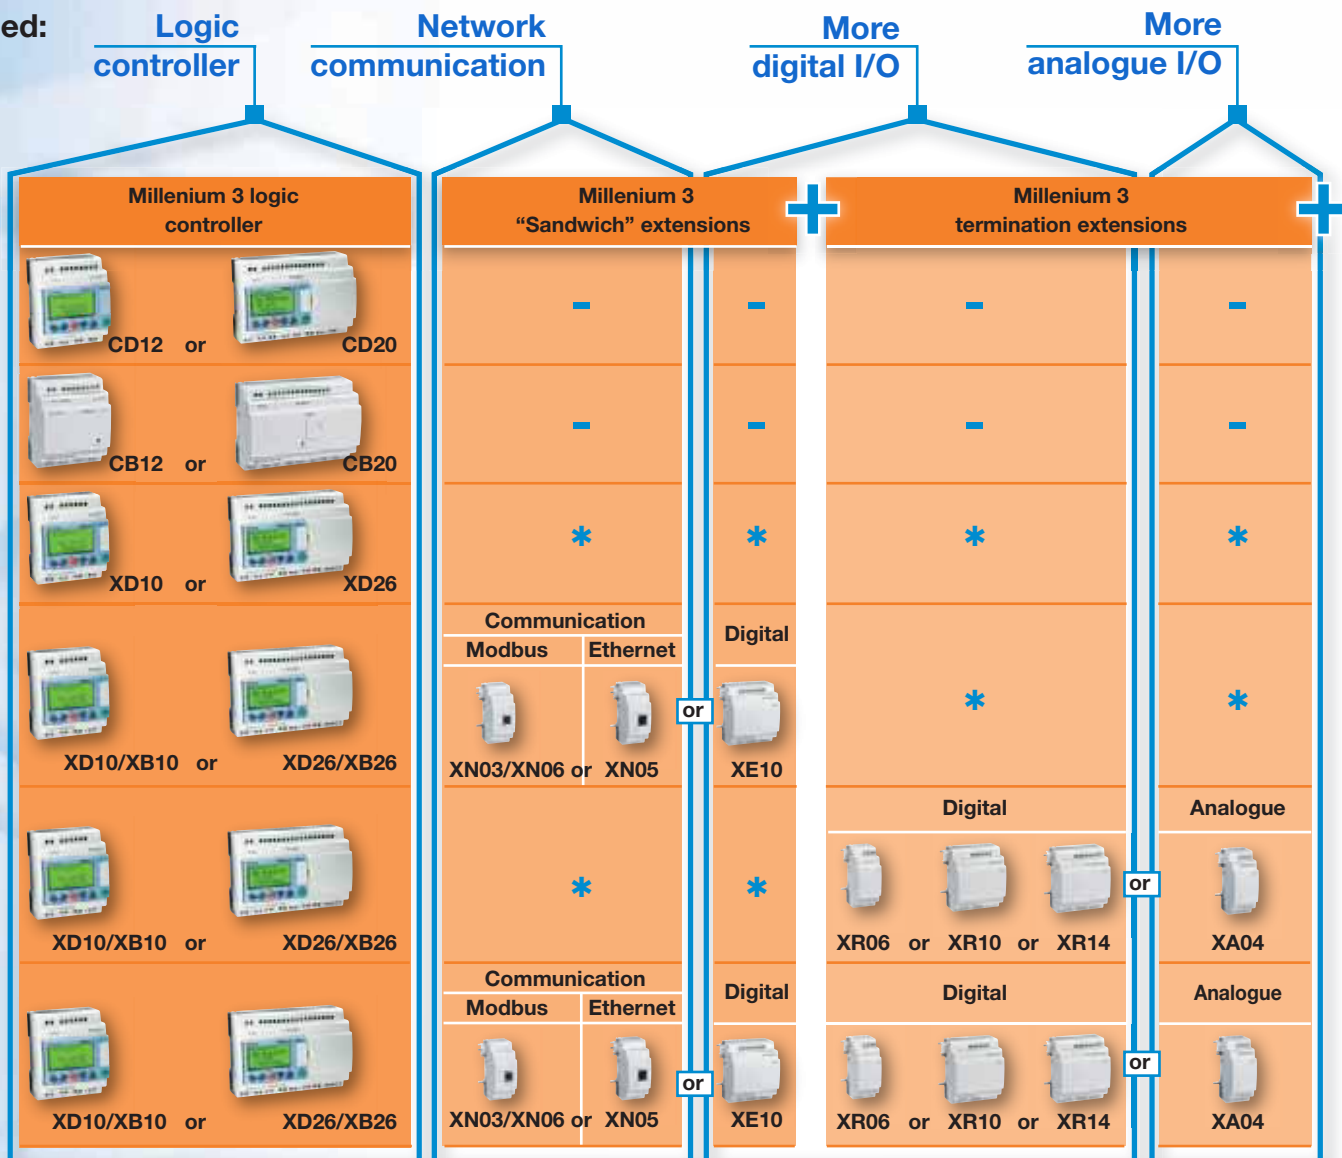 ed:
Logic
controller
Network
communication
More
digital I/O
More
analogue I/O
Millenium 3 logic
controller
Millenium 3
“Sandwich” extensions
+
Millenium 3
termination extensions
+
CD12 or CD20
- - - -
CB12 or CB20
- - - -
XD10 or XD26
* * * *
Communication
Modbus Ethernet
Digital
XD10/XB10 or XD26/XB26
XN03/XN06 or XN05
or
XE10
* *
XD10/XB10 or XD26/XB26
* *
Digital
XR06 or XR10 or XR14
or
Analogue
XA04
Communication
Modbus Ethernet
Digital
Digital
Analogue
XD10/XB10 or XD26/XB26
XN03/XN06 or XN05
or
XE10
XR06 or XR10 or XR14
or
XA04